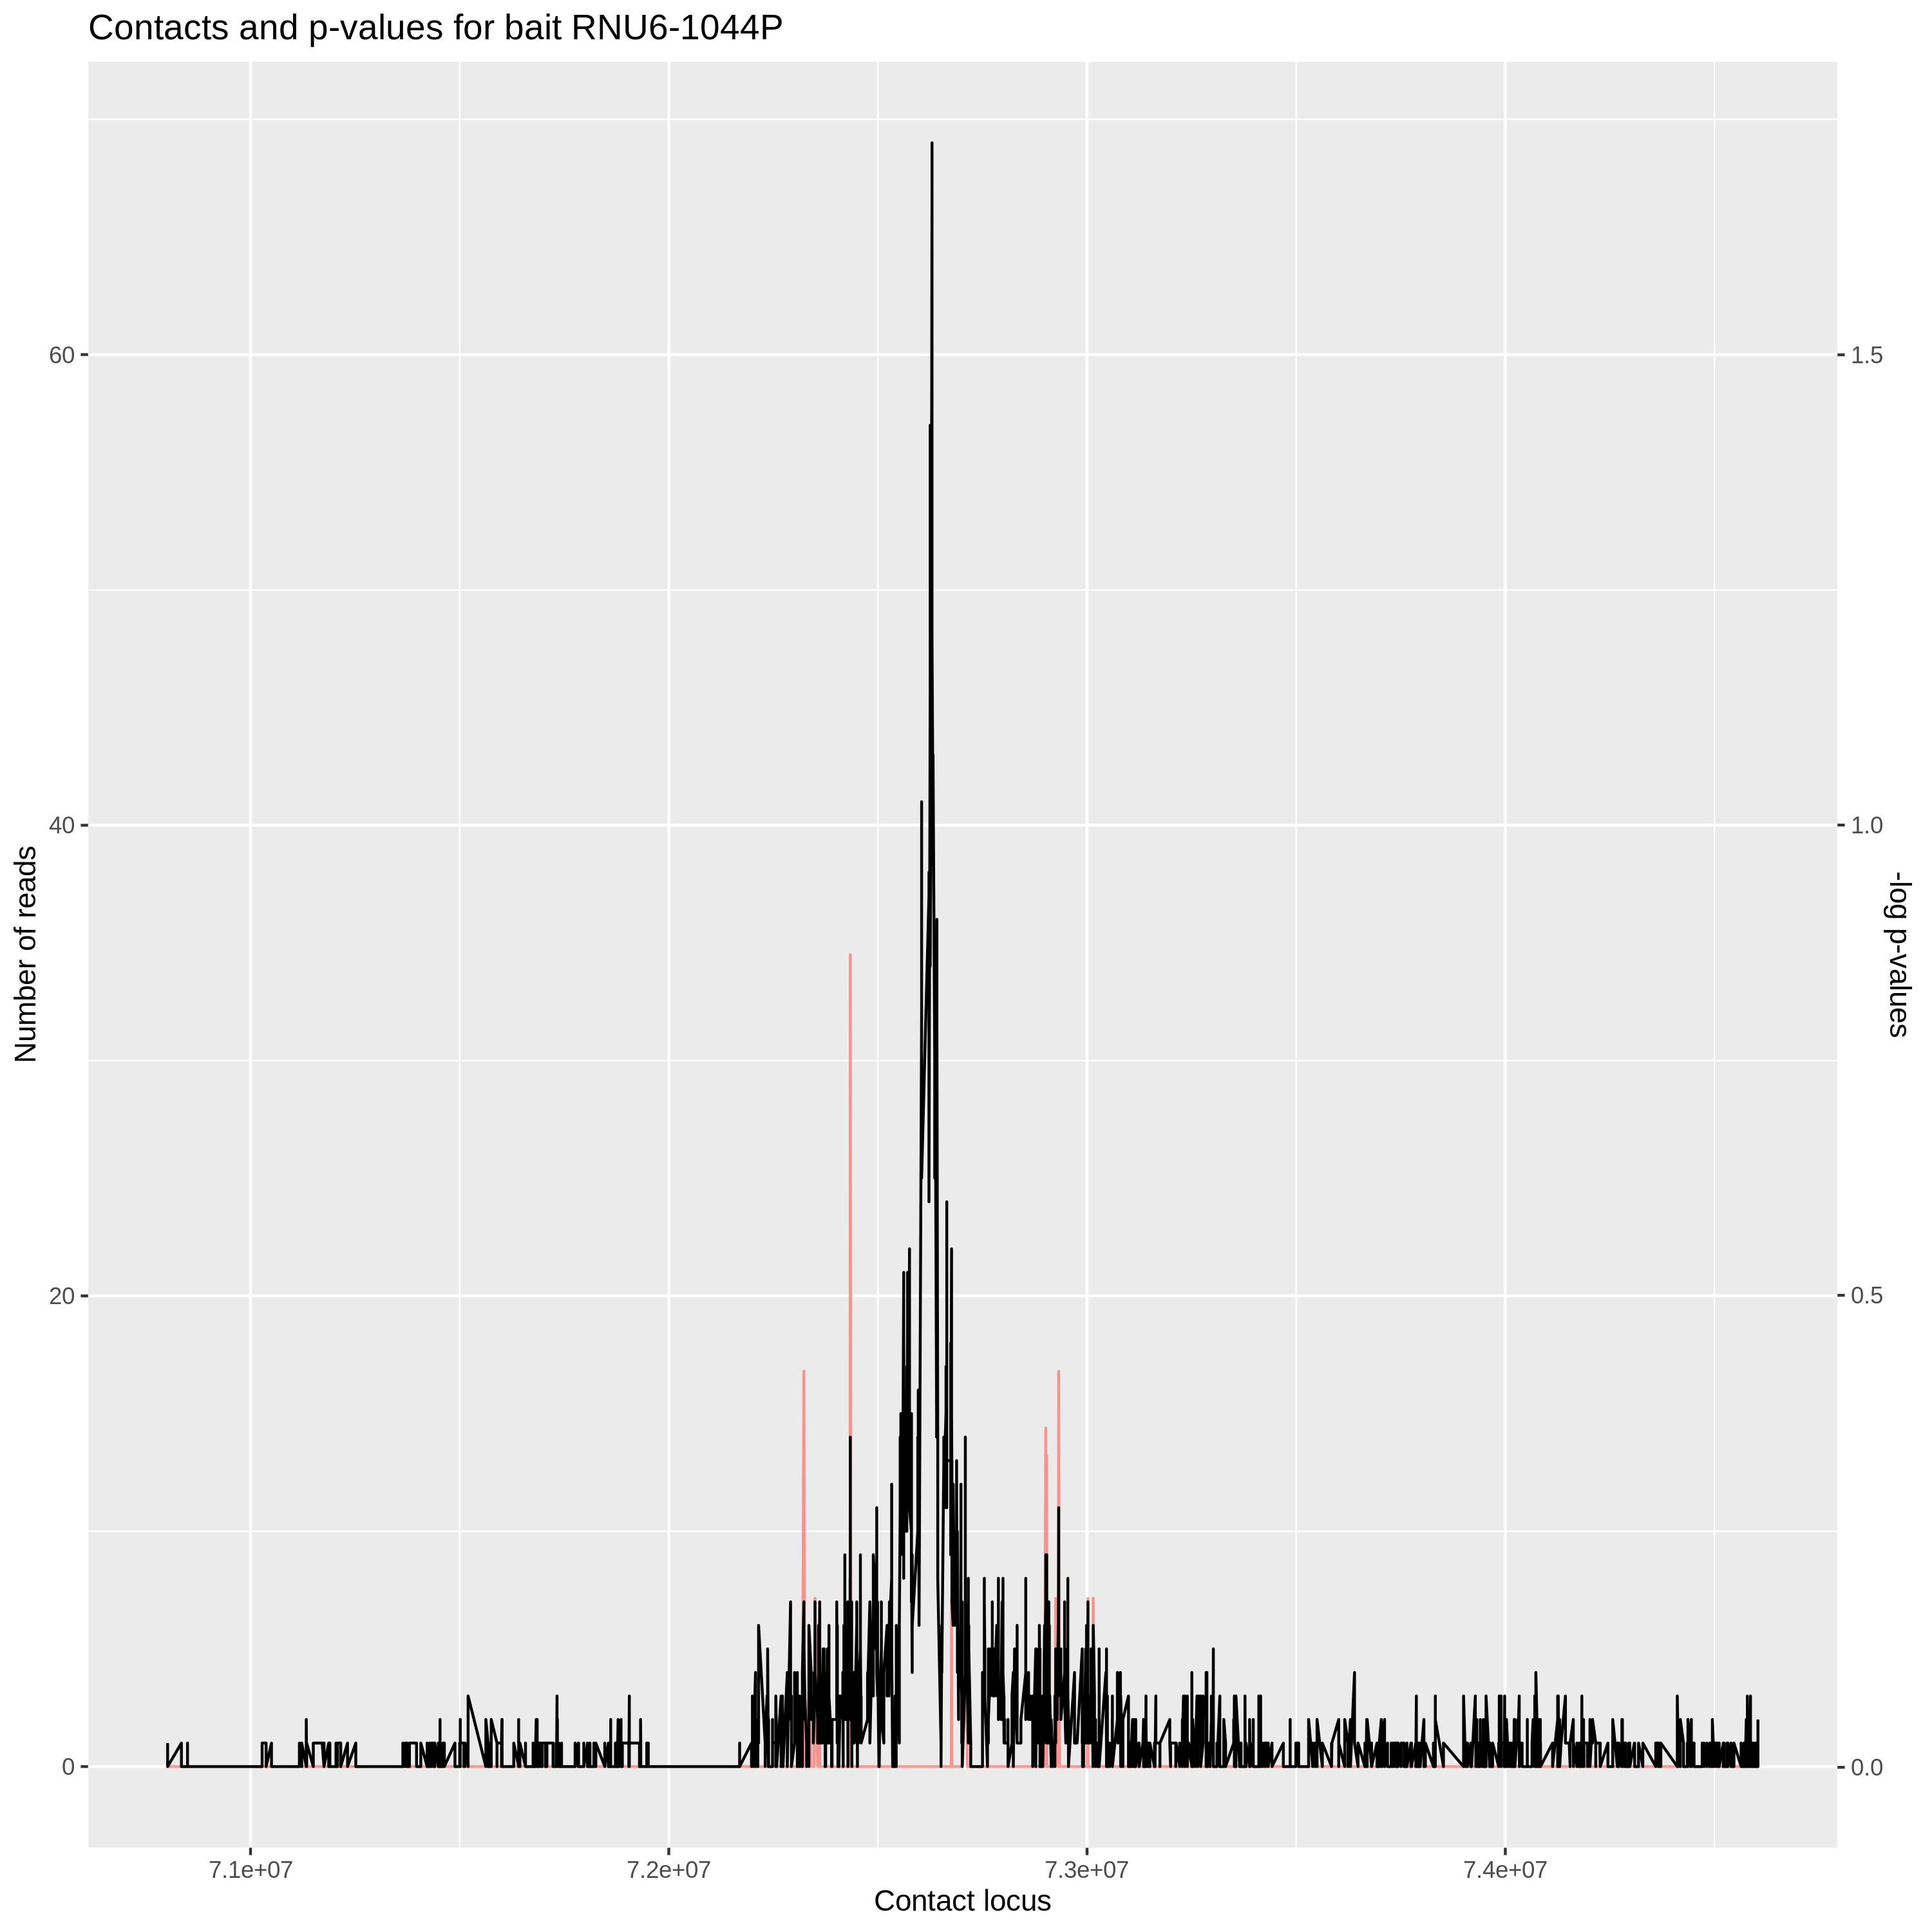 Contacts and p-values for bait RNU6-1044P
60
40
20
0
1.5
1.0
0.5
0.0
Number of reads
-log p-values
7.1e+07 7.2e+07 7.3e+07 7.4e+07
Contact locus